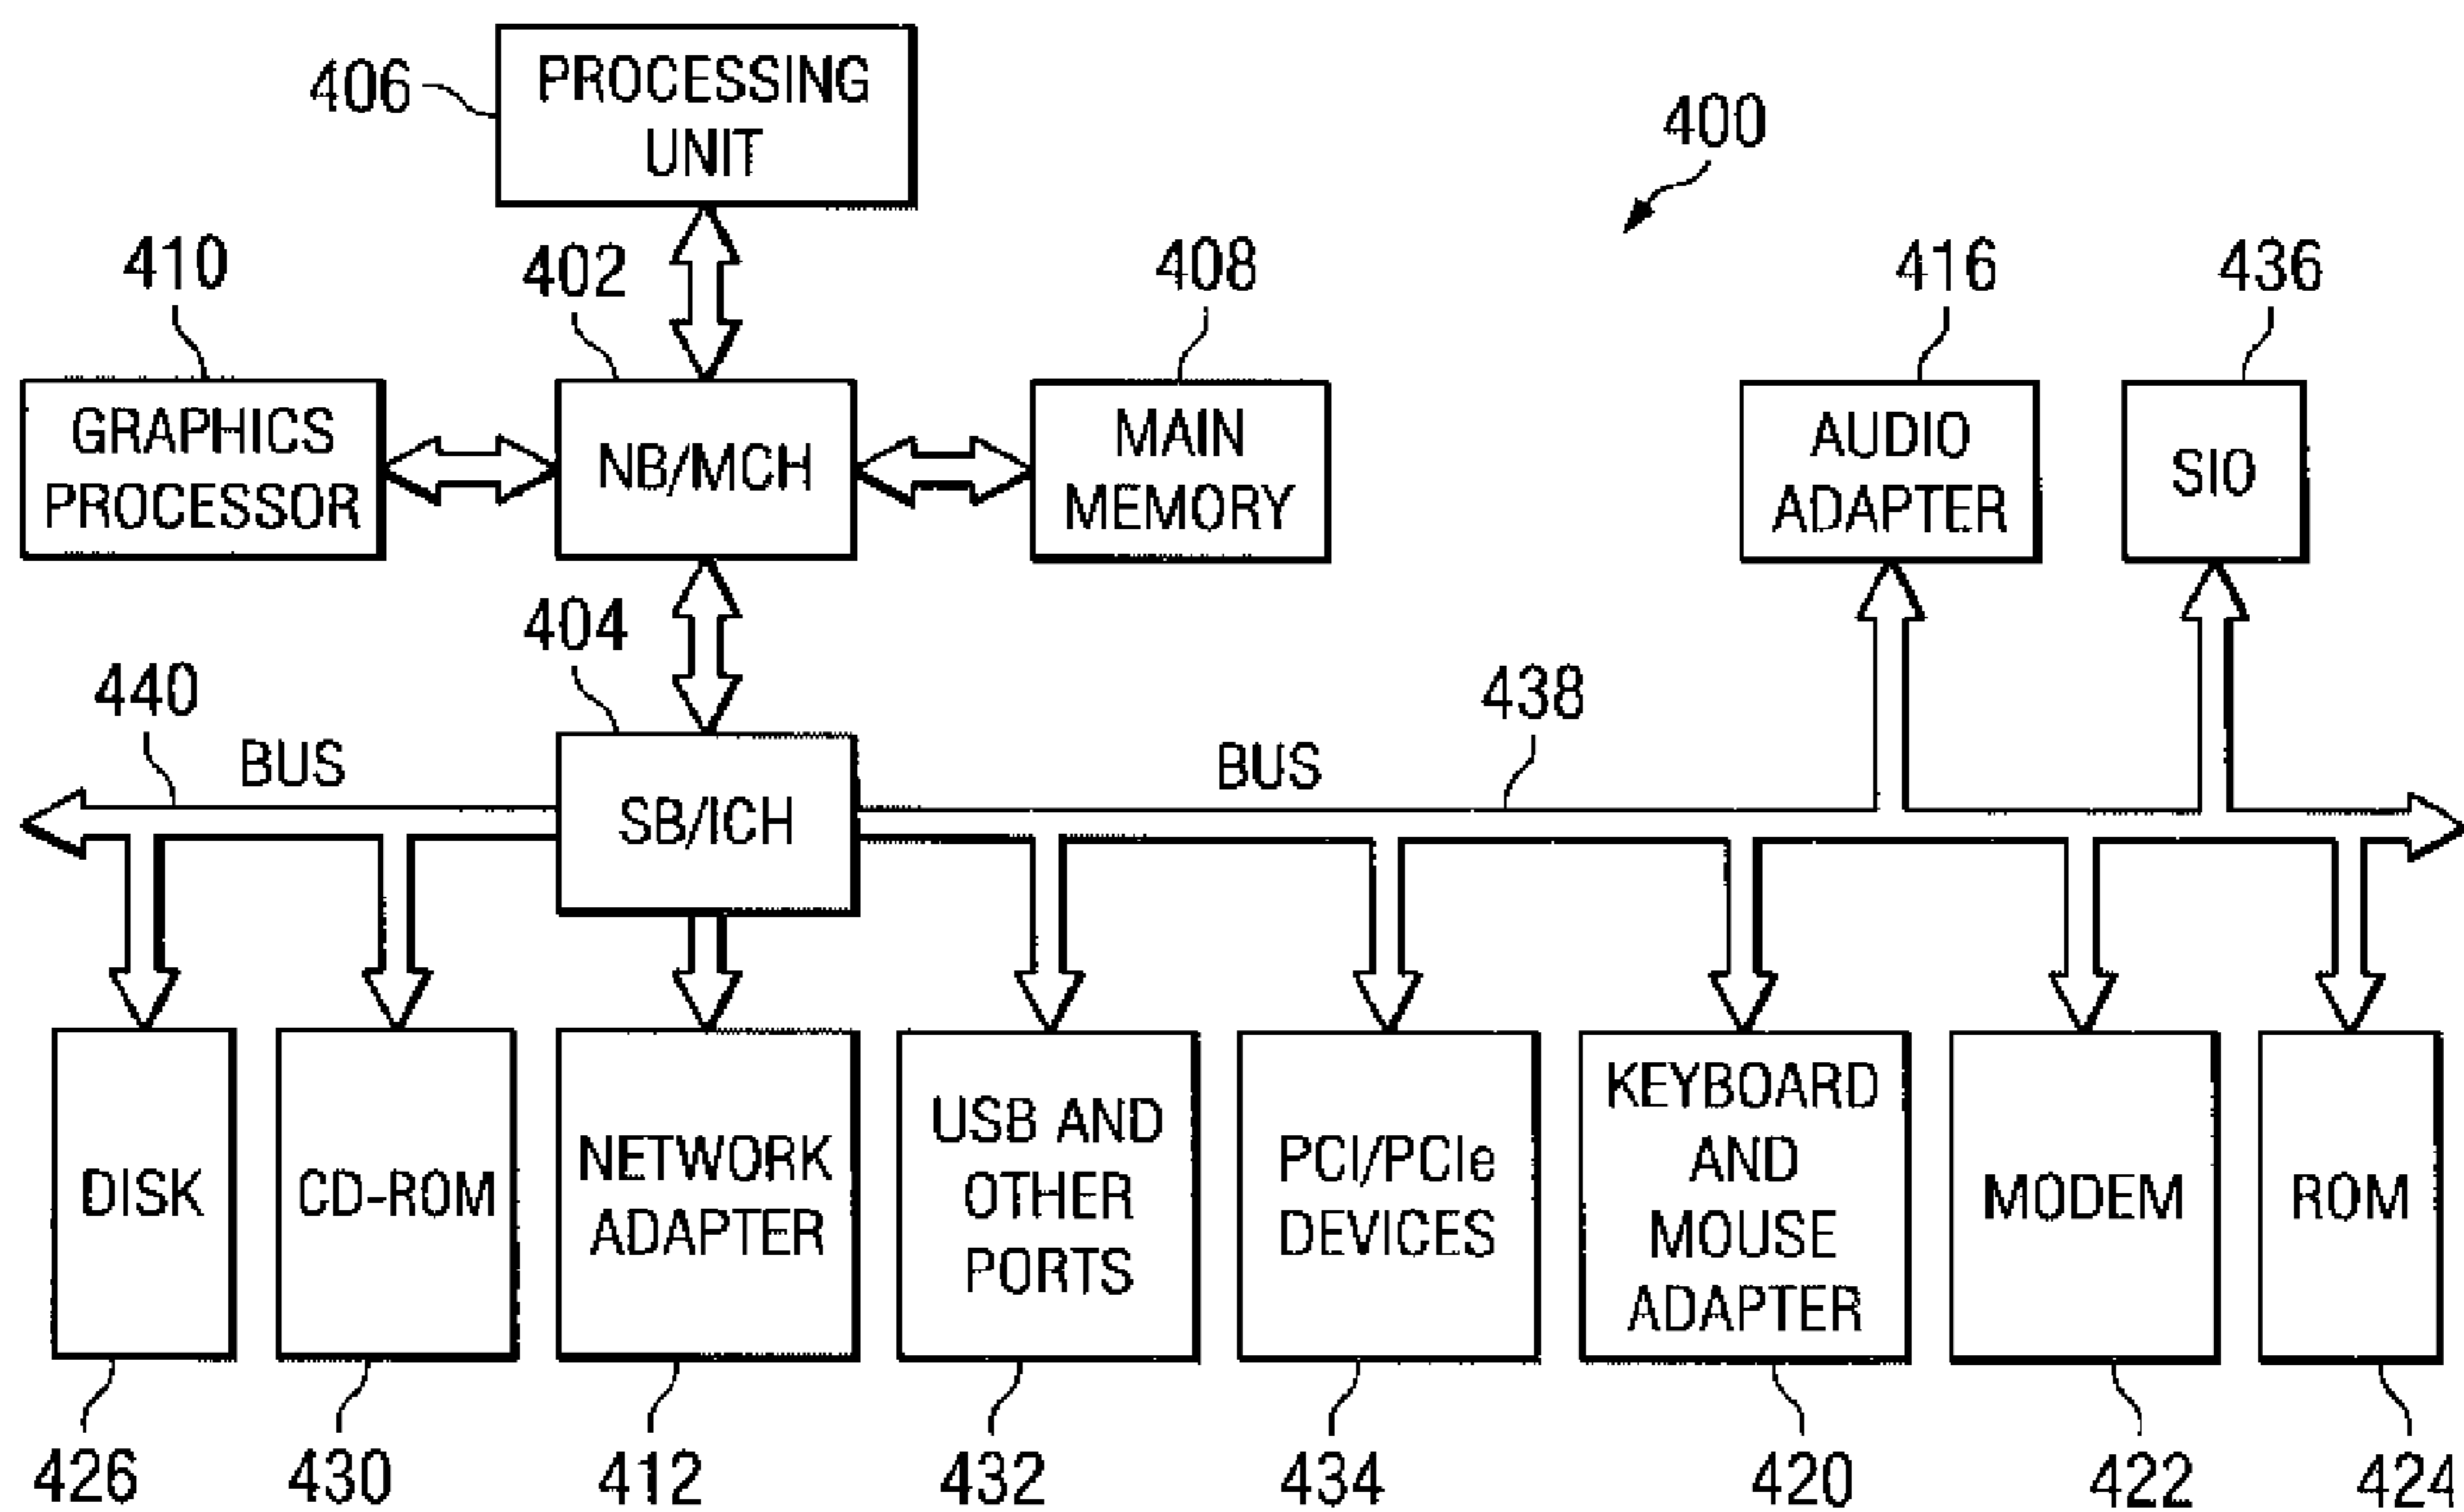 PROCESSING
UNIT
406
400
410
402
408
416
436
GRAPHICS
PROCESSOR
NB/MCH
MAIN
MEMORY
AUDIO
ADAPTER
SIO
404
440
438
BUS
BUS
SB/ICH
DISK
CD-ROM
NETWORK
ADAPTER
USB AND
OTHER
PORTS
PCI/PCIe
DEVICES
KEYBOARD
AND
MOUSE
ADAPTER
MODEM
ROM
426
430
412
432
434
420
422
424